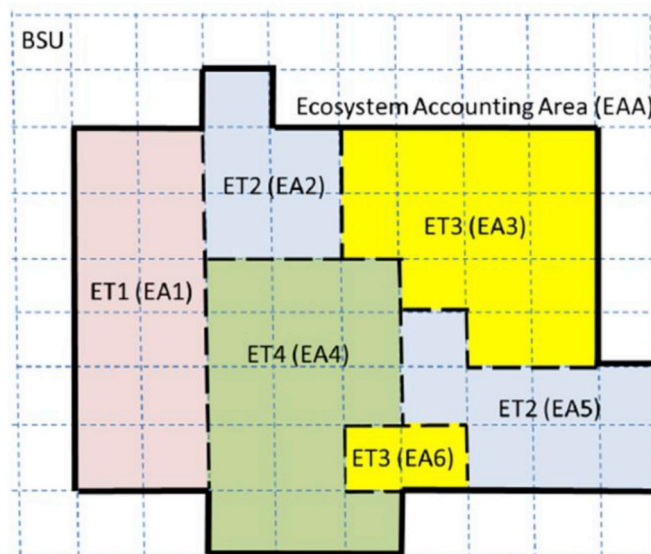 BSU
Ecosystem Accounting Area (EAA)
ET2 (EA2)
ET3 (EA3)
ET1 (EA1)
ET4 (EA4)
ET2 (EA5)
ET3 (EA6)